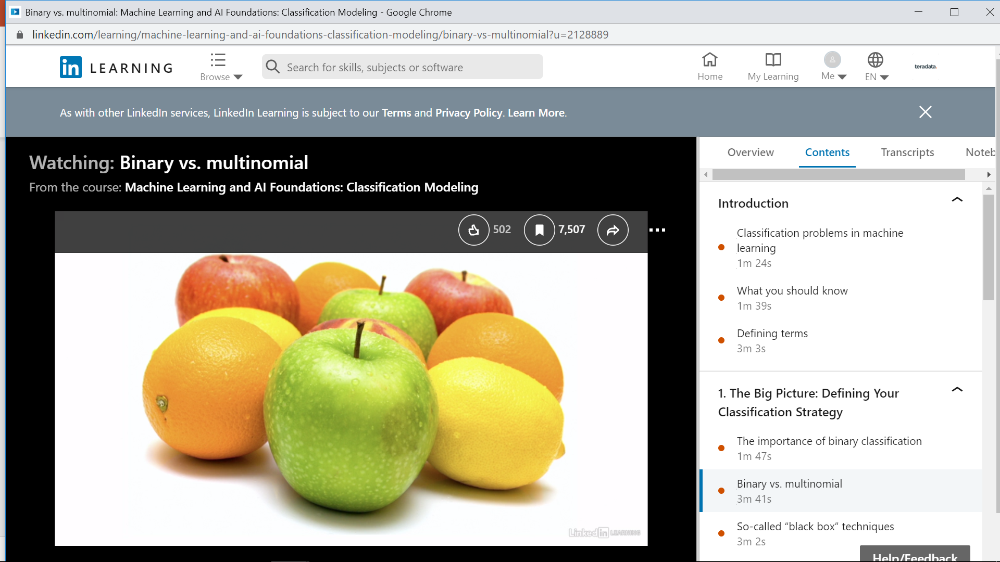 Binary vs. multinomial: Machine Learning and AI Foundations: Classification Modeling - Google Chrome
linkedin.com/learning/machine-learning-and-ai-foundations-classification-modeling/binary-vs-multinomial?u=2128889
in LEARNING
Browse
Search for skills, subjects or software
Home
My Learning
Me
EN
teradata.
As with other LinkedIn services, LinkedIn Learning is subject to our Terms and Privacy Policy. Learn More.
Watching: Binary vs. multinomial
From the course: Machine Learning and AI Foundations: Classification Modeling
502
7,507
Linked in LEARNING
Overview
Contents
Transcripts
Noteb
Introduction
Classification problems in machine
learning
1m 24s
What you should know
1m 39s
Defining terms
3m 3s
1. The Big Picture: Defining Your
Classification Strategy
The importance of binary classification
1m 47s
Binary vs. multinomial
3m 41s
So-called “black box” techniques
3m 2s
Help/Feedback